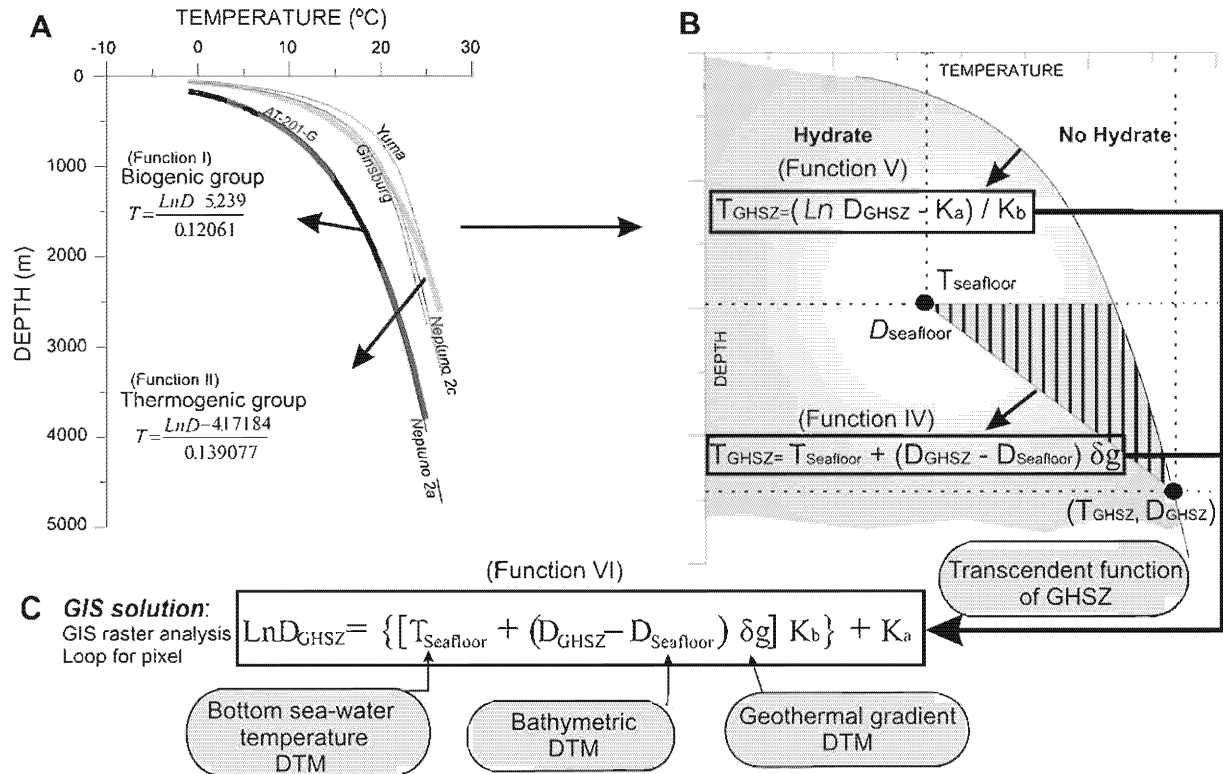 A
TEMPERATURE (ºC)
-10 0 10 20 30
0
1000
2000
3000
4000
5000
DEPTH (m)
AT-201-G
Ginsburg
Yuma
Neptuno 2c
Neptuno 2a
(Function I)
Biogenic group
T = LnD 5,239
0.12061
(Function II)
Thermogenic group
T = LnD-4,17184
0.139077
B
TEMPERATURE
DEPTH
Hydrate
No Hydrate
(Function V)
TGHSZ=(Ln DGHSZ - Ka) / Kb
Tseafloor
Dseafloor
(Function IV)
TGHSZ= TSeafloor + (DGHSZ - DSeafloor) δg
(TGHSZ, DGHSZ)
Transcendent function
of GHSZ
(Function VI)
C GIS solution:
GIS raster analysis
Loop for pixel
LnDGHSZ= {[TSeafloor + (DGHSZ– DSeafloor) δg] Kb} + Ka
Bottom sea-water
temperature
DTM
Bathymetric
DTM
Geothermal gradient
DTM